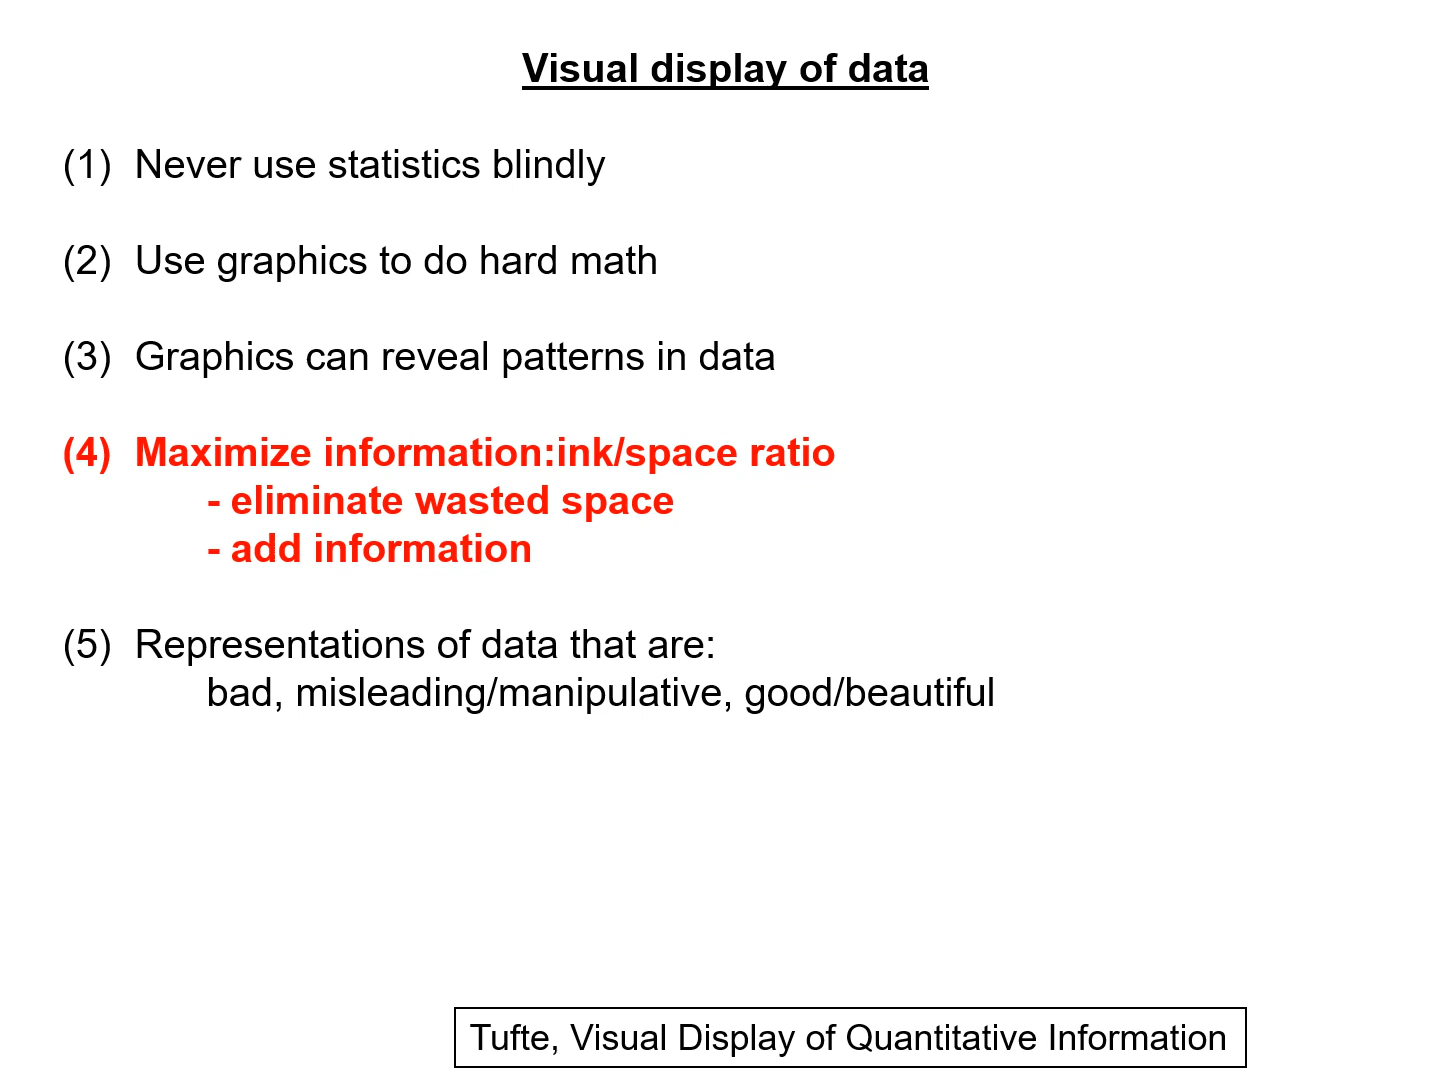 Visual display of data
(1) Never use statistics blindly
(2) Use graphics to do hard math
(3) Graphics can reveal patterns in data
(4) Maximize information:ink/space ratio
- eliminate wasted space
- add information
(5) Representations of data that are:
bad, misleading/manipulative, good/beautiful
Tufte, Visual Display of Quantitative Information